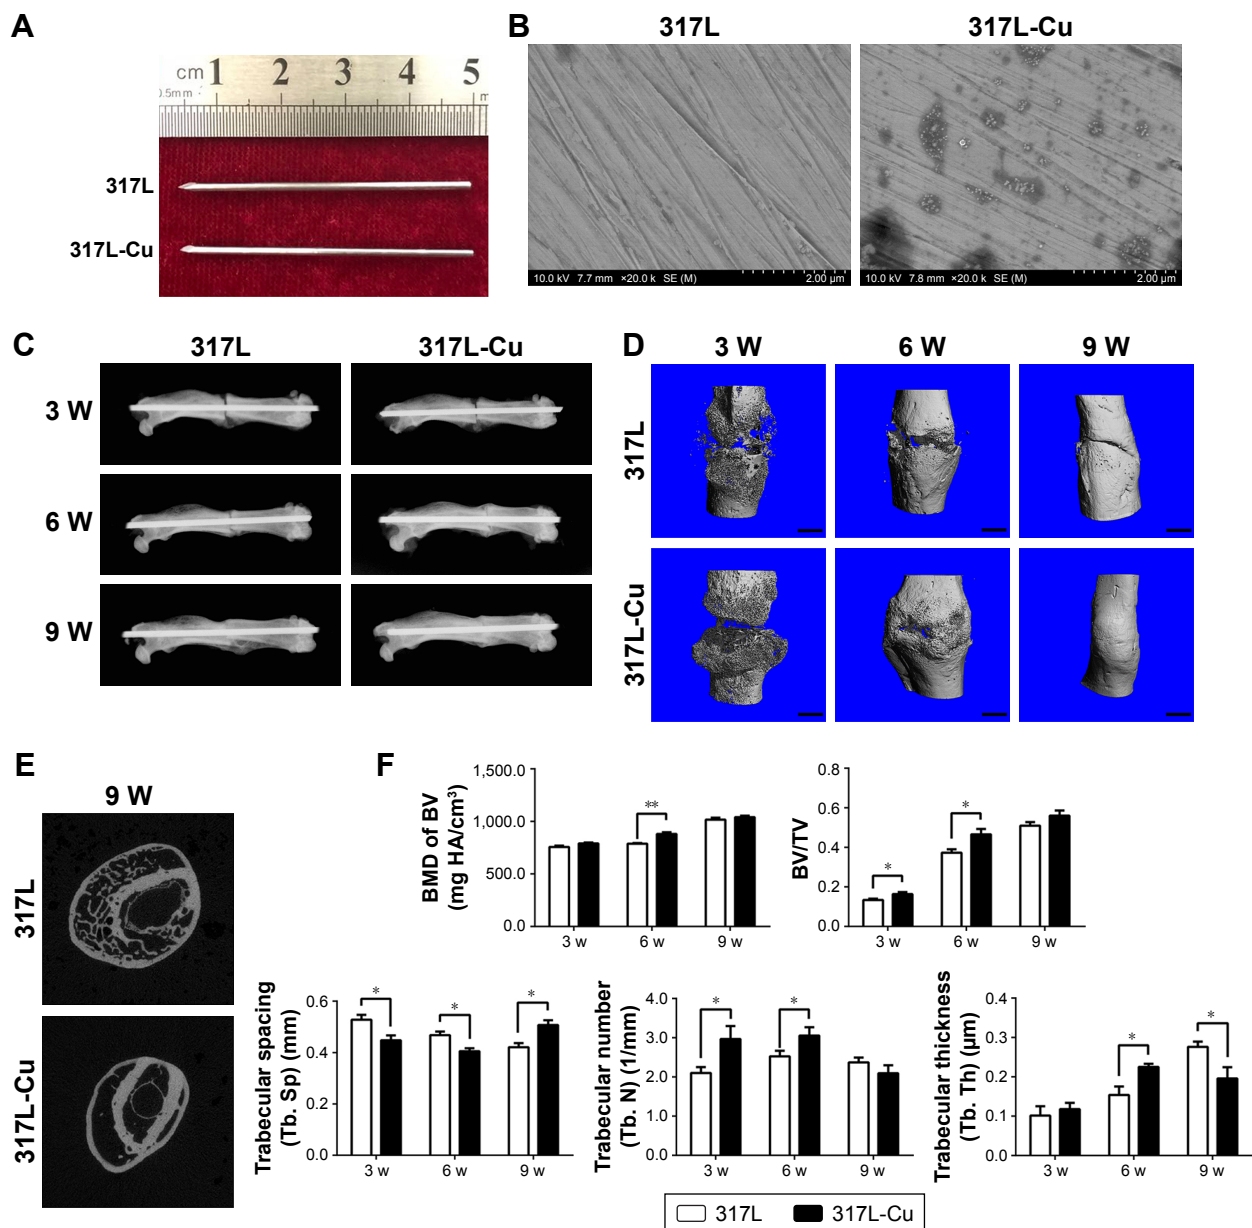 A
cm 1 2 3 4 5
0.5mm
317L
317L-Cu
B
317L
317L-Cu
10.0 kV 7.7 mm ×20.0 k SE (M) 2.00 µm
10.0 kV 7.8 mm ×20.0 k SE (M) 2.00 µm
C
317L
317L-Cu
3 W
6 W
9 W
D
3 W
6 W
9 W
317L
317L-Cu
E
9 W
317L
317L-Cu
F
BMD of BV
(mg HA/cm³)
1,500.0
1,000.0
500.0
0.0
**
3 w 6 w 9 w
BV/TV
0.8
0.6
0.4
0.2
0.0
*
*
3 w 6 w 9 w
Trabecular spacing
(Tb. Sp) (mm)
0.6
0.4
0.2
0.0
*
*
*
3 w 6 w 9 w
Trabecular number
(Tb. N) (1/mm)
4.0
3.0
2.0
1.0
0.0
*
*
3 w 6 w 9 w
Trabecular thickness
(Tb. Th) (µm)
0.4
0.3
0.2
0.1
0.0
*
*
3 w 6 w 9 w
317L 317L-Cu